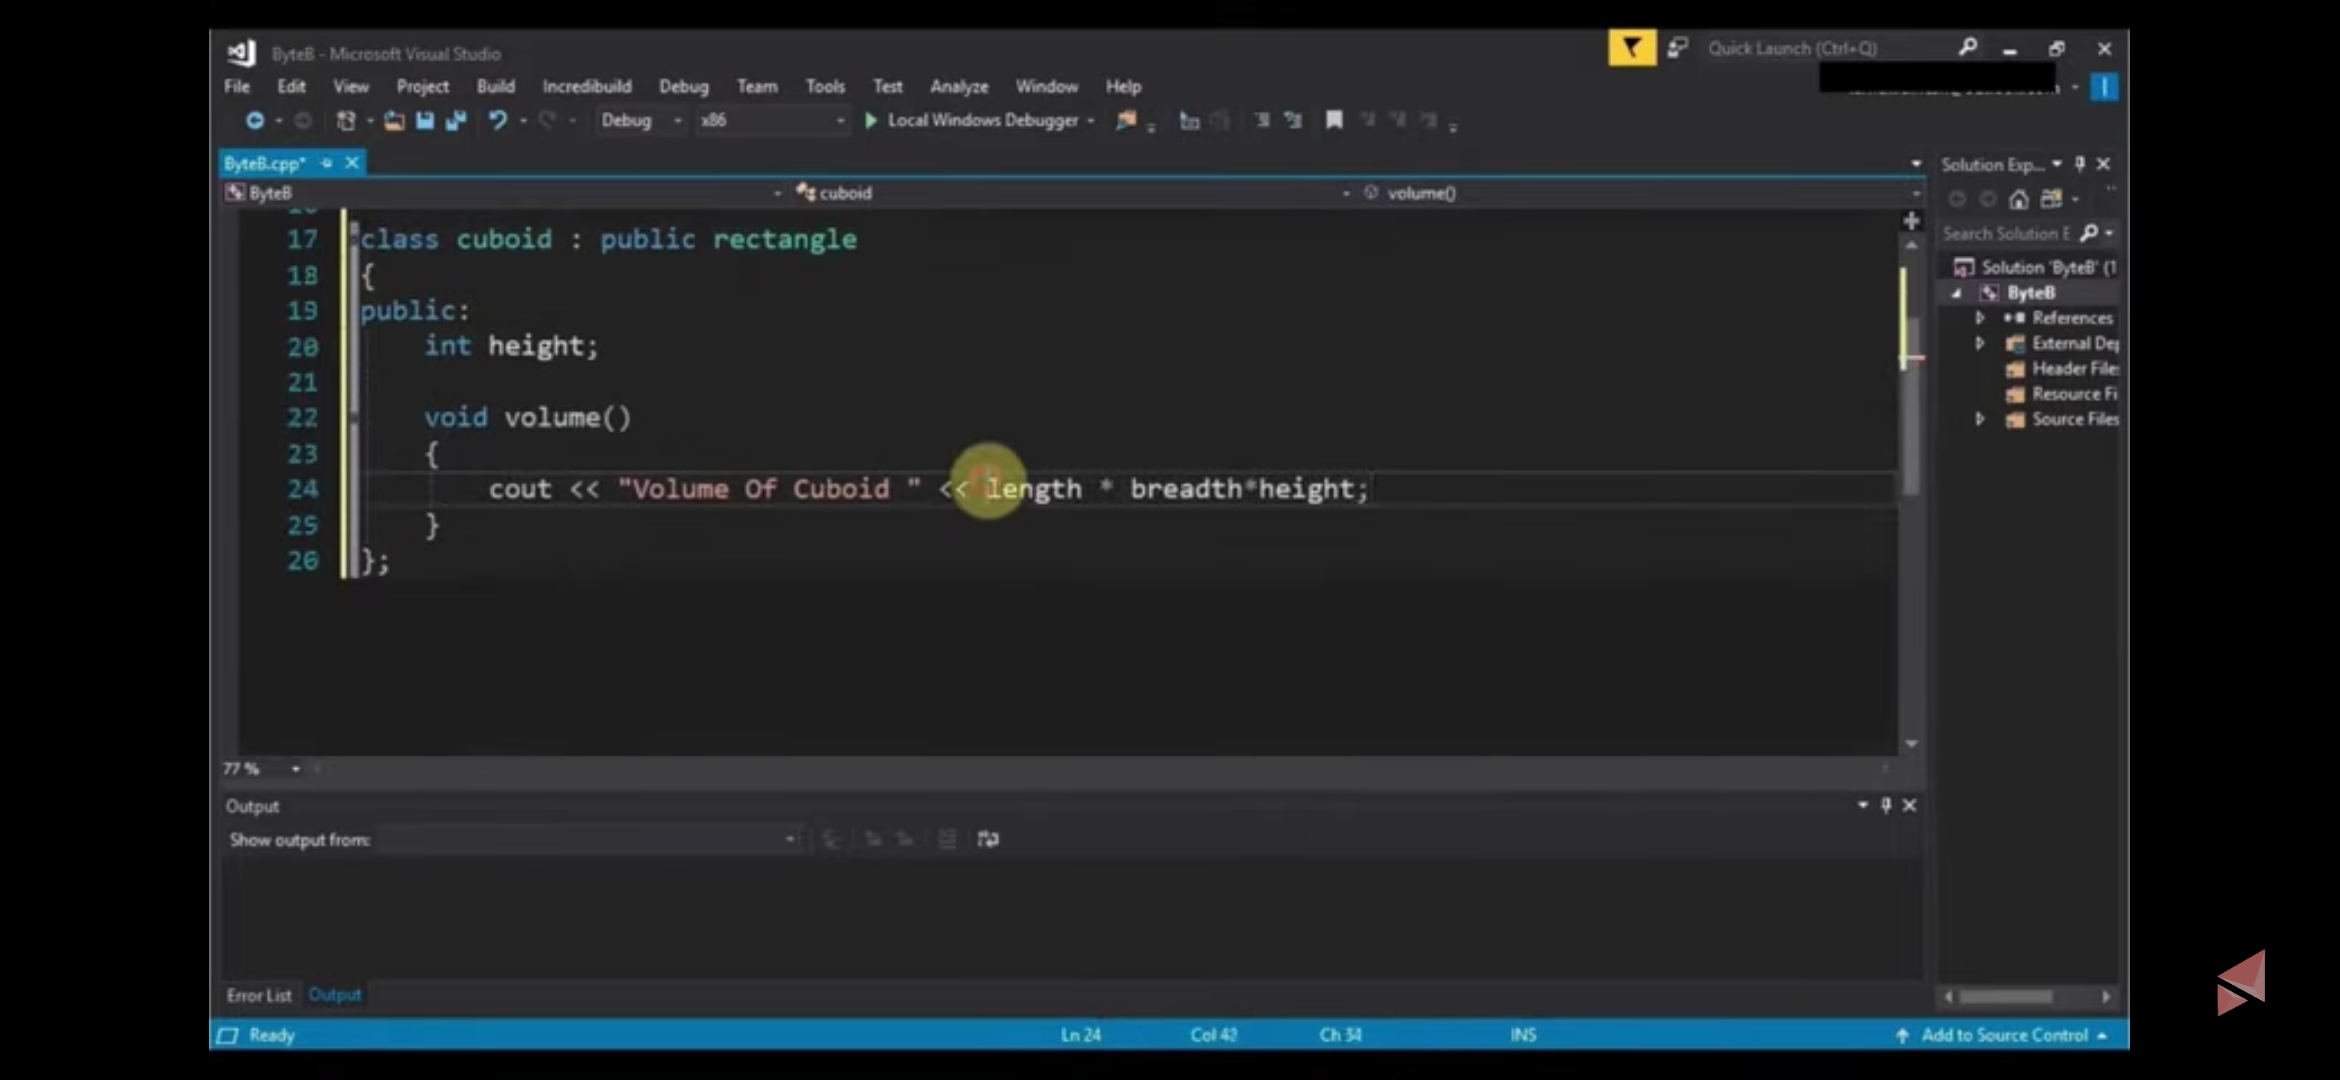 ByteB - Microsoft Visual Studio
Quick Launch (Ctrl+Q)
File Edit View Project Build Incredibuild Debug Team Tools Test Analyze Window Help
Debug x86 Local Windows Debugger
ByteB.cpp*
Solution Exp...
ByteB cuboid volume()
17 class cuboid : public rectangle
18 {
19 public:
20 int height;
21
22 void volume()
23 {
24 cout << "Volume Of Cuboid " << length * breadth*height;
25 }
26 };
Search Solution E
Solution 'ByteB' (1
ByteB
References
External Dep
Header Files
Resource Fi
Source Files
77 %
Output
Show output from:
Error List Output
Ready Ln 24 Col 42 Ch 34 INS Add to Source Control